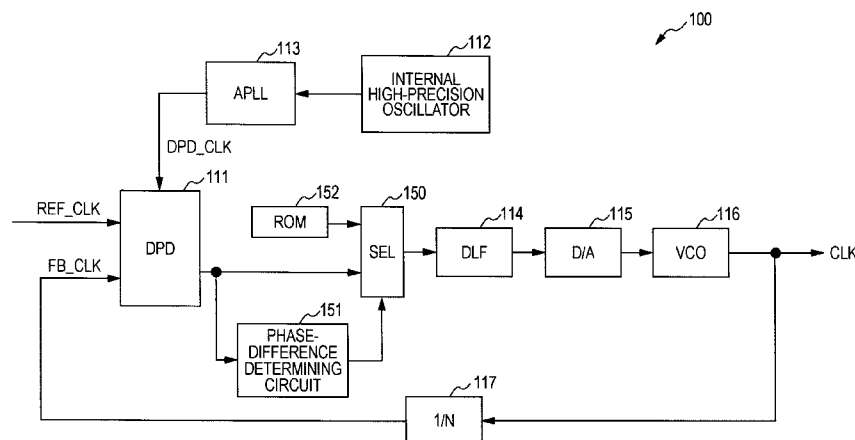 100
113
112
APLL
INTERNAL
HIGH-PRECISION
OSCILLATOR
DPD_CLK
111
REF_CLK
DPD
FB_CLK
152
ROM
150
SEL
114
DLF
115
D/A
116
VCO
CLK
151
PHASE-
DIFFERENCE
DETERMINING
CIRCUIT
117
1/N